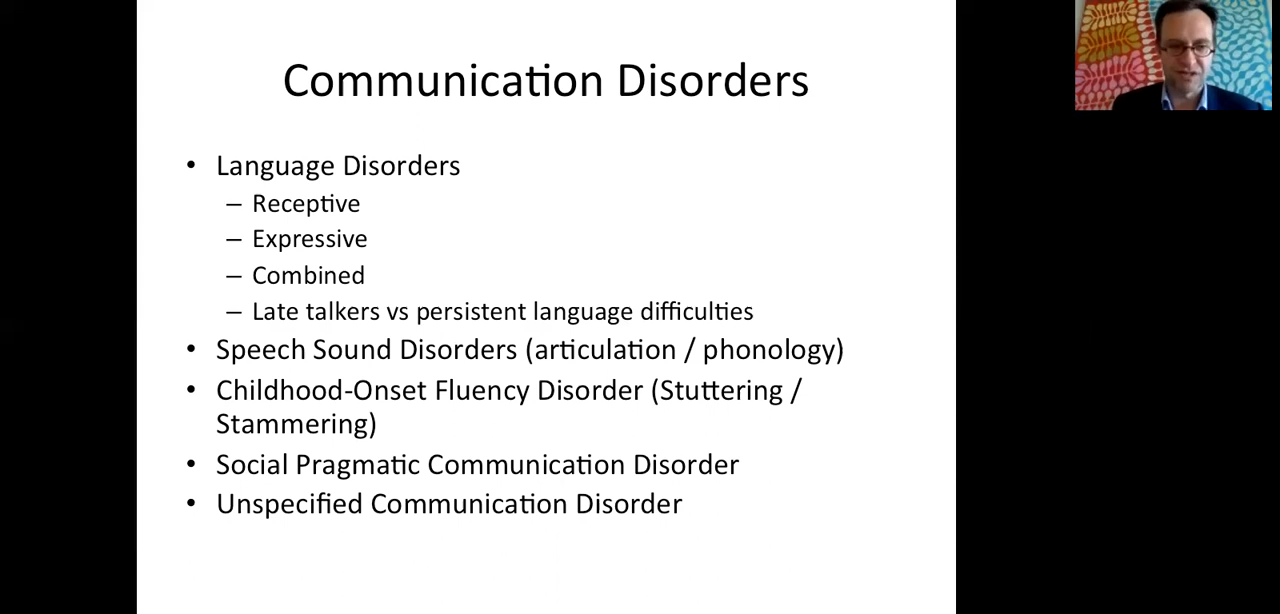 Communication Disorders
• Language Disorders
– Receptive
– Expressive
– Combined
– Late talkers vs persistent language difficulties
• Speech Sound Disorders (articulation / phonology)
• Childhood-Onset Fluency Disorder (Stuttering /
Stammering)
• Social Pragmatic Communication Disorder
• Unspecified Communication Disorder